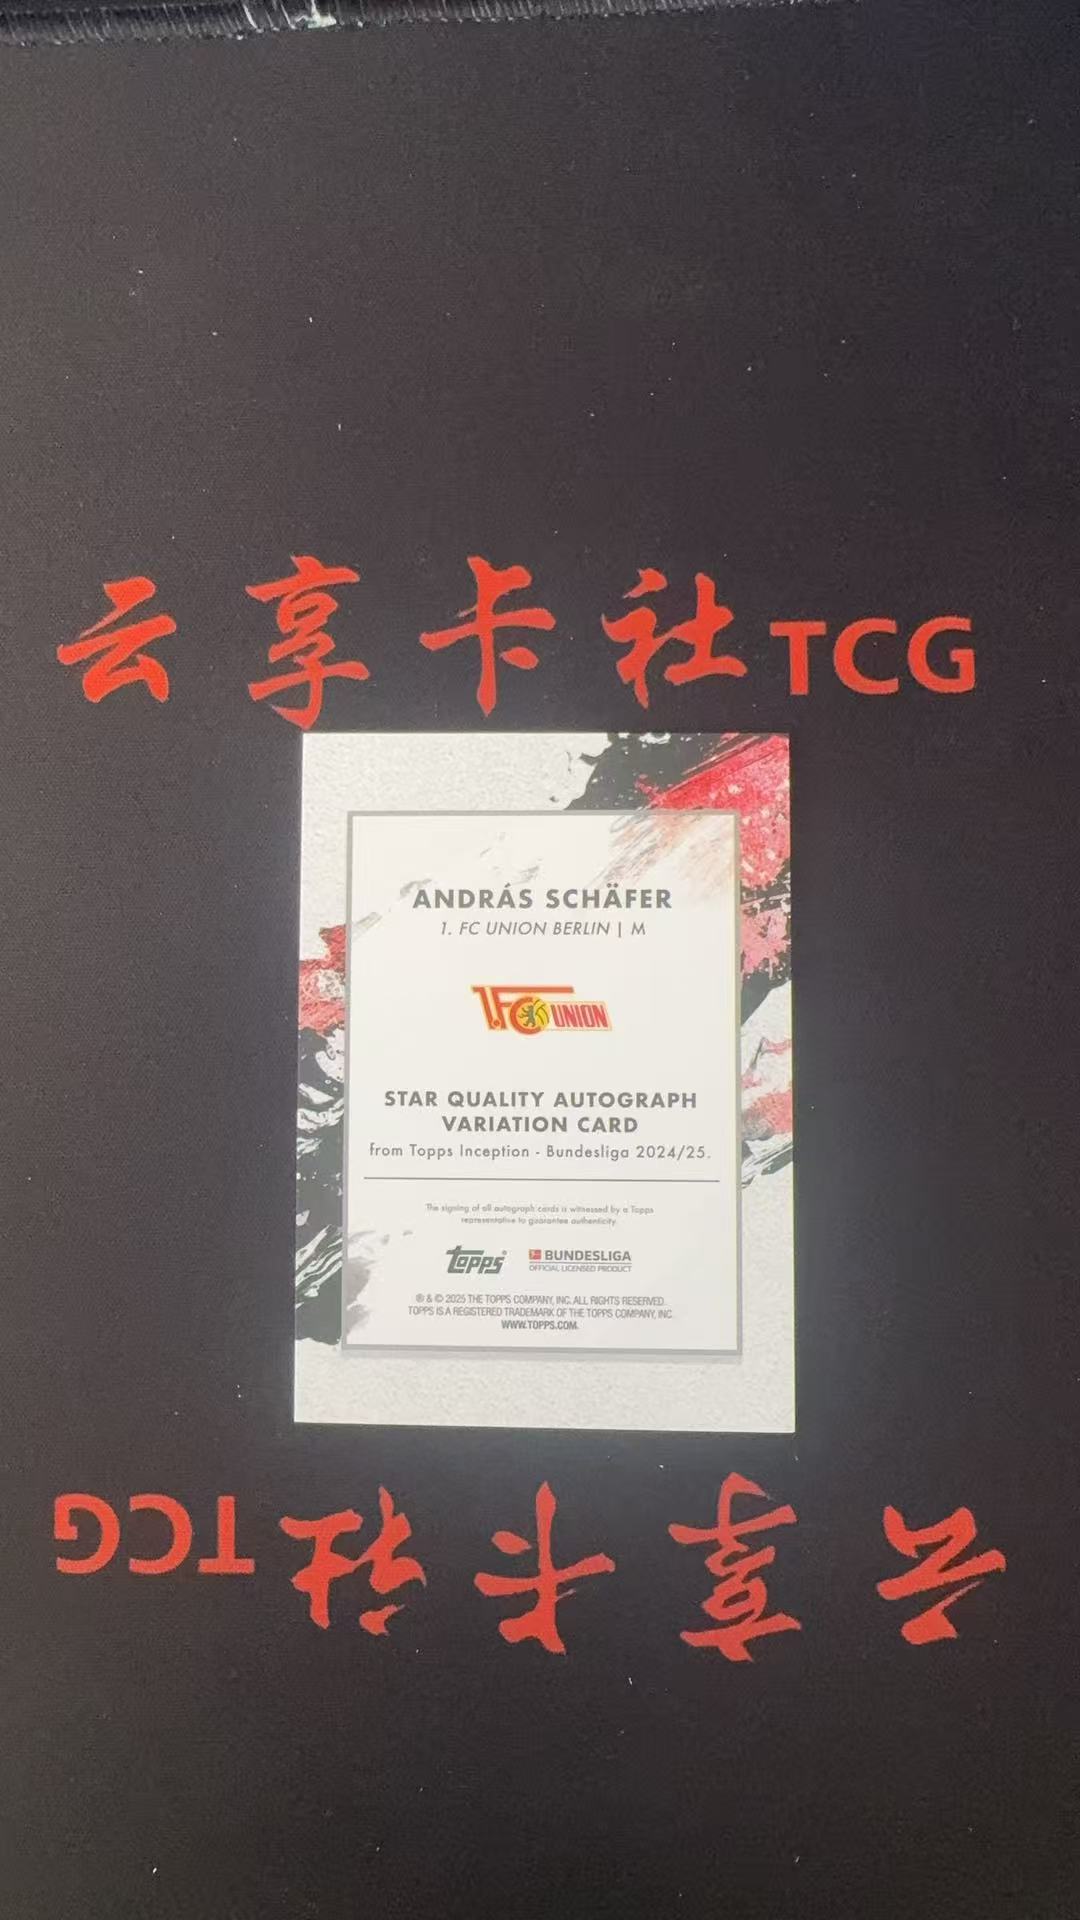 云享卡社TCG
ANDRÁS SCHÄFER
1. FC UNION BERLIN | M
1.FC UNION
STAR QUALITY AUTOGRAPH
VARIATION CARD
from Topps Inception - Bundesliga 2024/25.
The signing of all autograph cards is witnessed by a Topps
representative to guarantee authenticity.
topps® BUNDESLIGA
OFFICIAL LICENSED PRODUCT
® & © 2025 THE TOPPS COMPANY, INC. ALL RIGHTS RESERVED.
TOPPS IS A REGISTERED TRADEMARK OF THE TOPPS COMPANY, INC.
WWW.TOPPS.COM.
云享卡社TCG